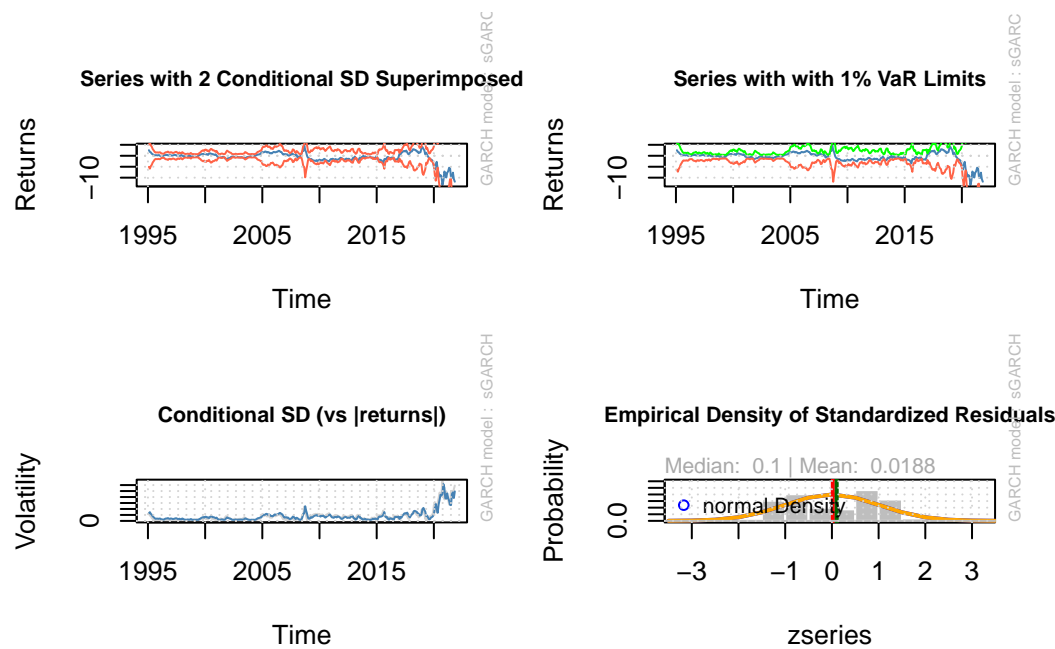 Series with 2 Conditional SD Superimposed
GARCH model : sGARC
Returns
−10
1995 2005 2015
Time
Series with with 1% VaR Limits
GARCH model : sGARC
Returns
−10
1995 2005 2015
Time
Conditional SD (vs |returns|)
GARCH model : sGARCH
Volatility
0
1995 2005 2015
Time
Empirical Density of Standardized Residuals
GARCH model : sGARCH
Median: 0.1 | Mean: 0.0188
Probability
0.0
normal Density
−3 −1 0 1 2 3
zseries